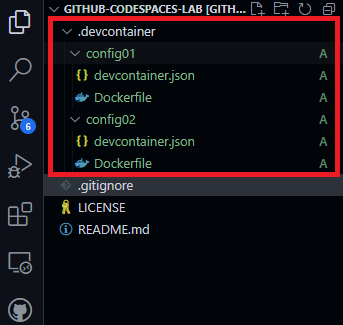 GITHUB-CODESPACES-LAB [GITH...
.devcontainer
config01 A
devcontainer.json A
Dockerfile A
config02 A
devcontainer.json A
Dockerfile A
.gitignore
LICENSE
README.md
6